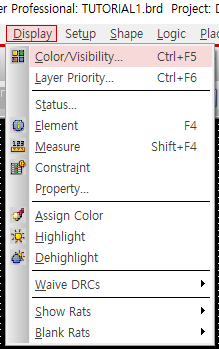 er Professional: TUTORIAL1.brd Project: D
Display Setup Shape Logic Plac
Color/Visibility... Ctrl+F5
Layer Priority... Ctrl+F6
Status...
Element F4
Measure Shift+F4
Constraint
Property...
Assign Color
Highlight
Dehighlight
Waive DRCs
Show Rats
Blank Rats